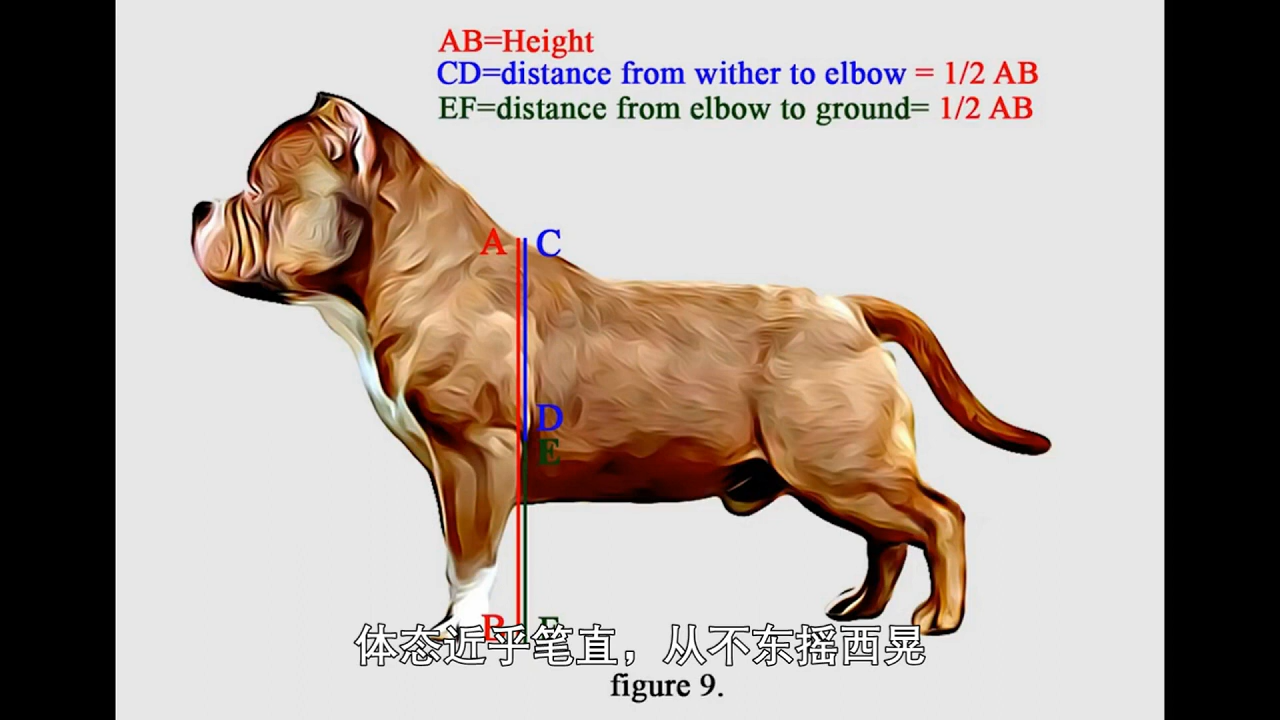 AB=Height
CD=distance from wither to elbow = 1/2 AB
EF=distance from elbow to ground= 1/2 AB
A C
D
E
B F
体态近乎笔直，从不东摇西晃
figure 9.